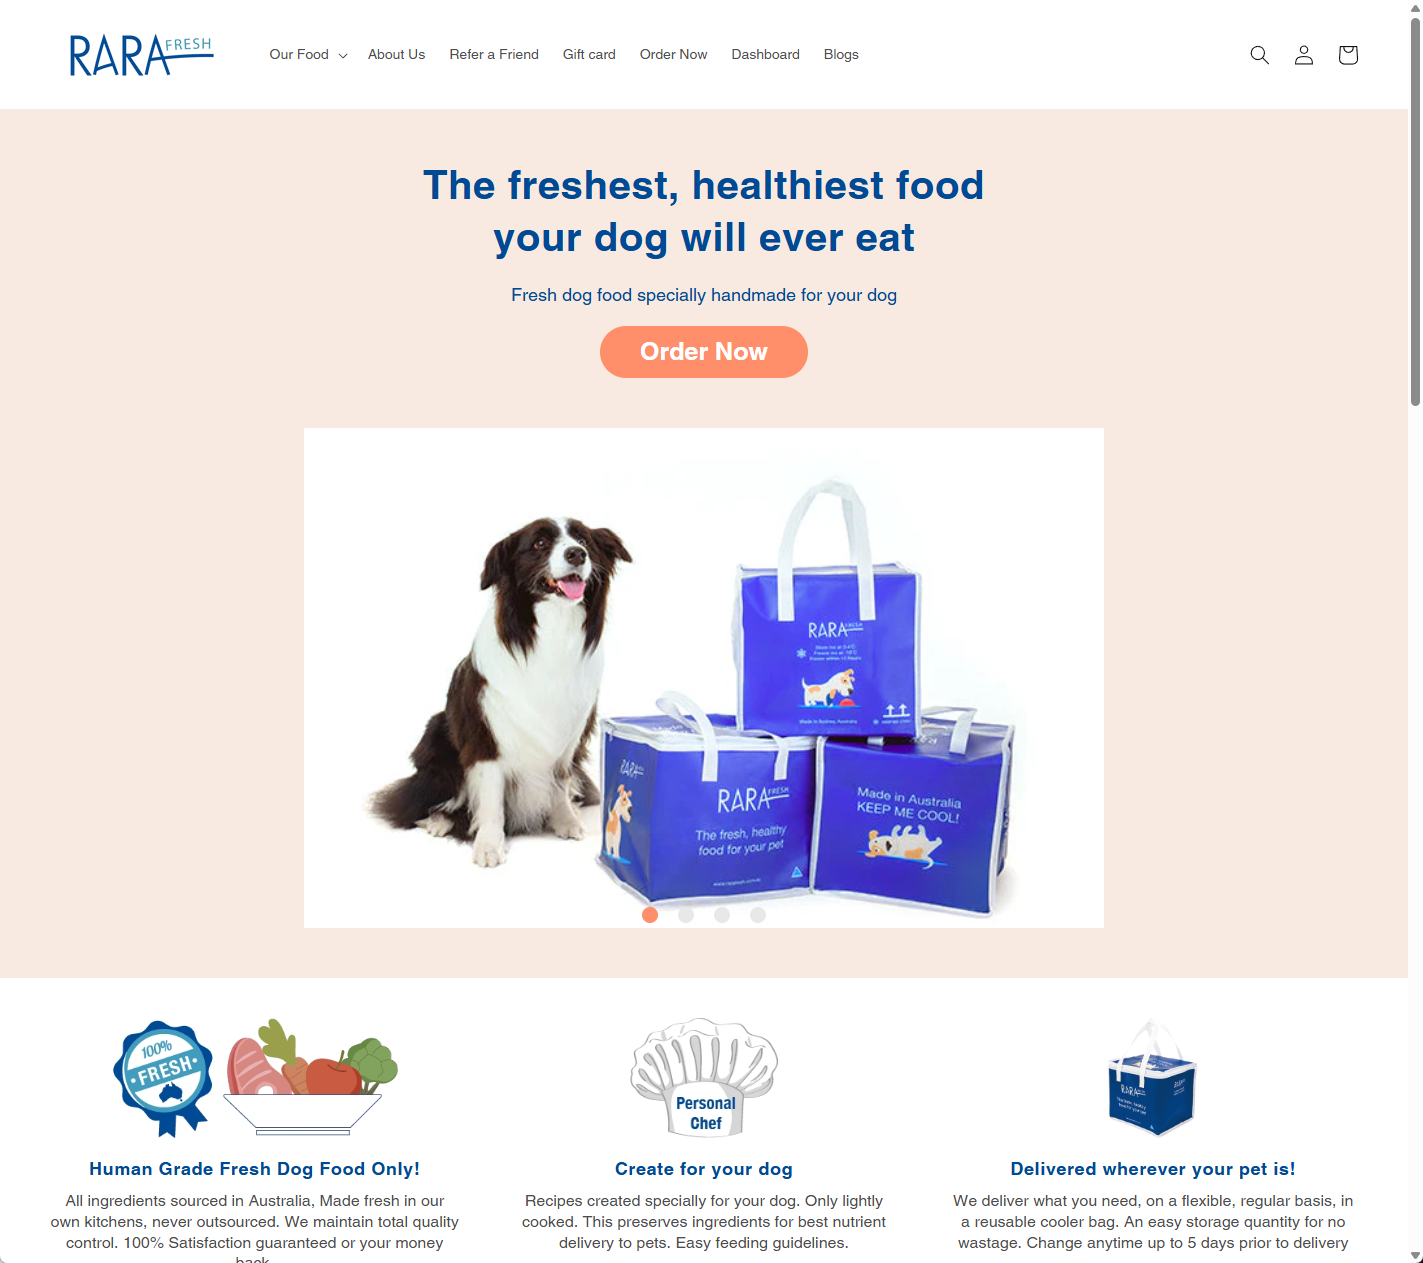 RARA FRESH
Our Food
About Us
Refer a Friend
Gift card
Order Now
Dashboard
Blogs
The freshest, healthiest food
your dog will ever eat
Fresh dog food specially handmade for your dog
Order Now
RARA FRESH
Made in Sydney, Australia
RARA
RARA FRESH
The fresh, healthy
food for your pet
Made in Australia
KEEP ME COOL!
100%
FRESH
Personal
Chef
RARA
Human Grade Fresh Dog Food Only!
All ingredients sourced in Australia, Made fresh in our
own kitchens, never outsourced. We maintain total quality
control. 100% Satisfaction guaranteed or your money
back
Create for your dog
Recipes created specially for your dog. Only lightly
cooked. This preserves ingredients for best nutrient
delivery to pets. Easy feeding guidelines.
Delivered wherever your pet is!
We deliver what you need, on a flexible, regular basis, in
a reusable cooler bag. An easy storage quantity for no
wastage. Change anytime up to 5 days prior to delivery